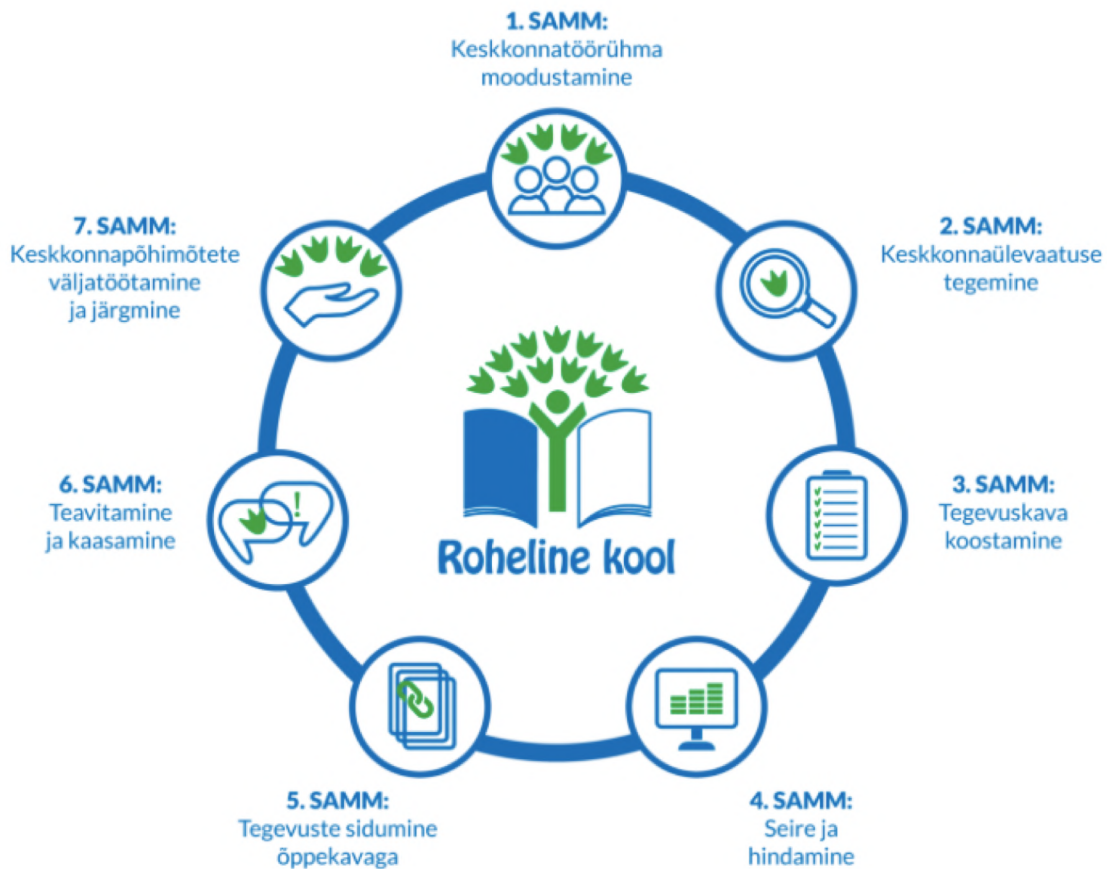 1. SAMM:
Keskkonnatöörühma
moodustamine
2. SAMM:
Keskkonnaülevaatuse
tegemine
3. SAMM:
Tegevuskava
koostamine
4. SAMM:
Seire ja
hindamine
5. SAMM:
Tegevuste sidumine
õppekavaga
6. SAMM:
Teavitamine
ja kaasamine
7. SAMM:
Keskkonnapõhimõtete
väljatöötamine
ja järgmine
Roheline kool